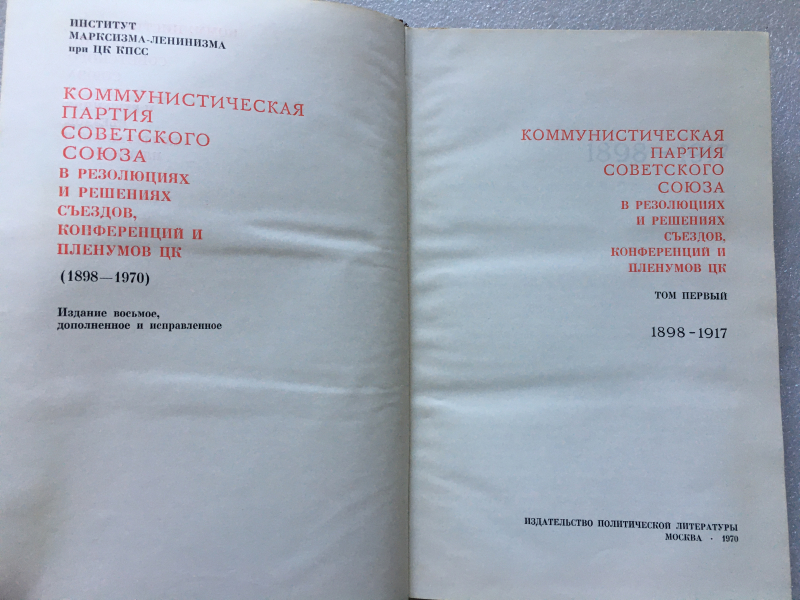 ИНСТИТУТ
МАРКСИЗМА-ЛЕНИНИЗМА
при ЦК КПСС
КОММУНИСТИЧЕСКАЯ
ПАРТИЯ
СОВЕТСКОГО
СОЮЗА
В РЕЗОЛЮЦИЯХ
И РЕШЕНИЯХ
СЪЕЗДОВ,
КОНФЕРЕНЦИЙ И
ПЛЕНУМОВ ЦК
(1898—1970)
Издание восьмое,
дополненное и исправленное
КОММУНИСТИЧЕСКАЯ
ПАРТИЯ
СОВЕТСКОГО
СОЮЗА
В РЕЗОЛЮЦИЯХ
И РЕШЕНИЯХ
СЪЕЗДОВ,
КОНФЕРЕНЦИЙ И
ПЛЕНУМОВ ЦК
ТОМ ПЕРВЫЙ
1898-1917
ИЗДАТЕЛЬСТВО ПОЛИТИЧЕСКОЙ ЛИТЕРАТУРЫ
МОСКВА · 1970